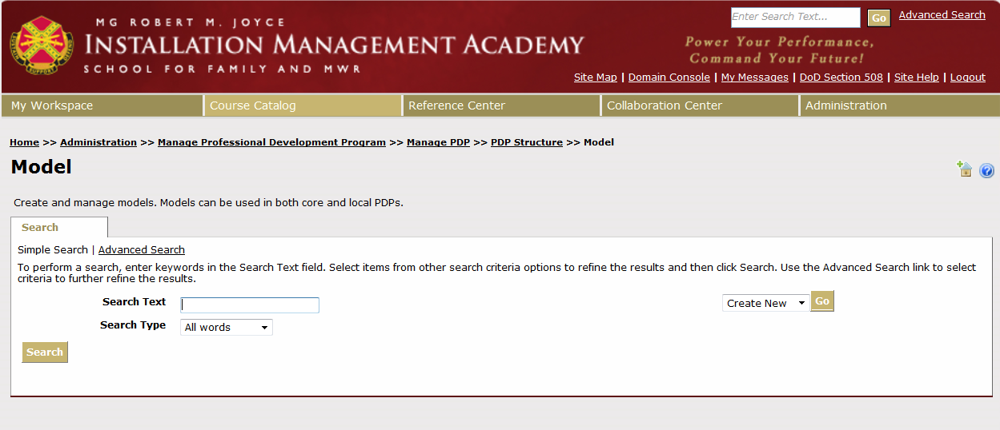 MG ROBERT M. JOYCE
INSTALLATION MANAGEMENT ACADEMY
SCHOOL FOR FAMILY AND MWR
Enter Search Text...
Go
Advanced Search
Power Your Performance,
Command Your Future!
Site Map | Domain Console | My Messages | DoD Section 508 | Site Help | Logout
My Workspace
Course Catalog
Reference Center
Collaboration Center
Administration
Home >> Administration >> Manage Professional Development Program >> Manage PDP >> PDP Structure >> Model
Model
Create and manage models. Models can be used in both core and local PDPs.
Search
Simple Search | Advanced Search
To perform a search, enter keywords in the Search Text field. Select items from other search criteria options to refine the results and then click Search. Use the Advanced Search link to select
criteria to further refine the results.
Search Text
Create New
Go
Search Type
All words
Search